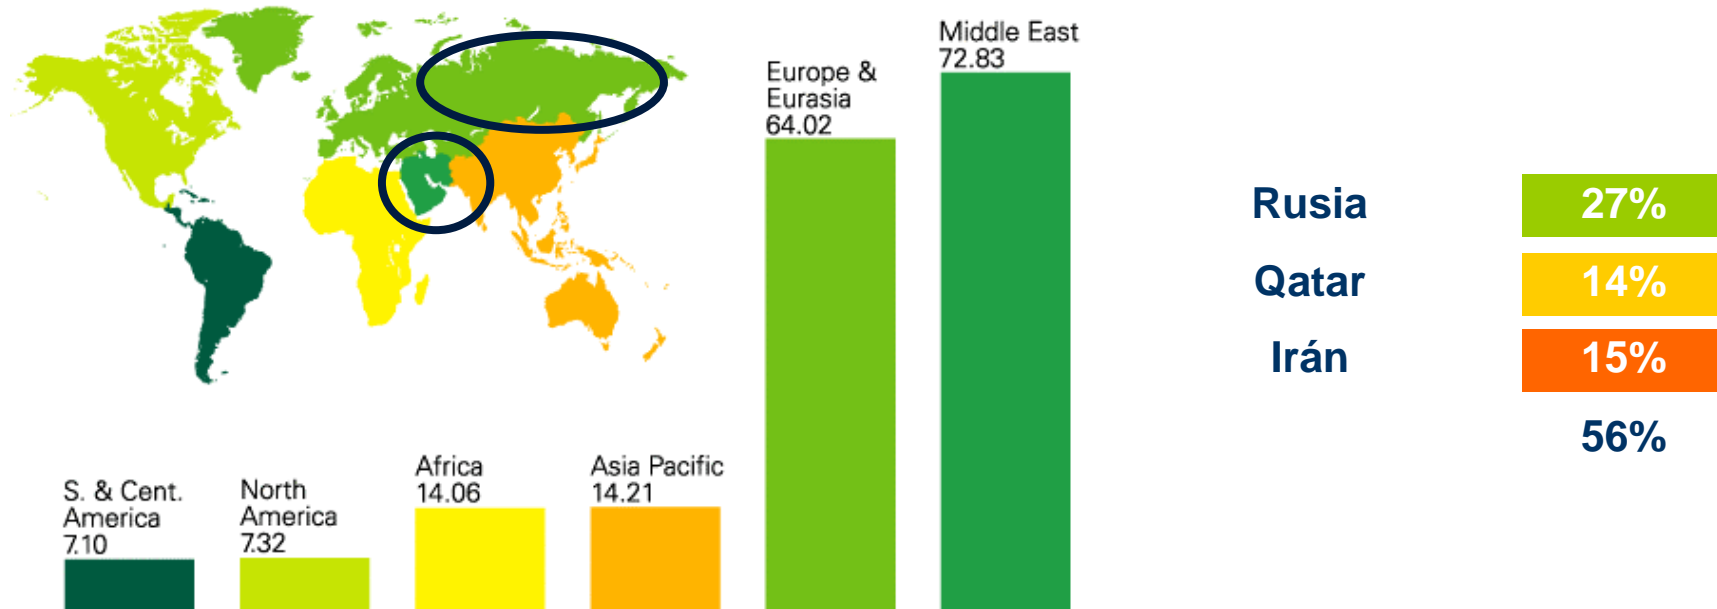 S. & Cent.
America
7.10
North
America
7.32
Africa
14.06
Asia Pacific
14.21
Europe &
Eurasia
64.02
Middle East
72.83
Rusia 27%
Qatar 14%
Irán 15%
56%